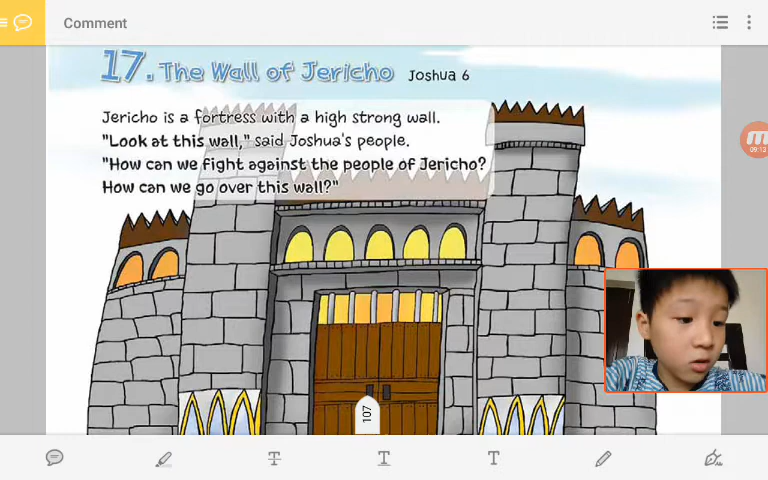 Comment
17. The Wall of Jericho Joshua 6
Jericho is a fortress with a high strong wall.
"Look at this wall," said Joshua's people.
"How can we fight against the people of Jericho?
How can we go over this wall?"
09:13
107